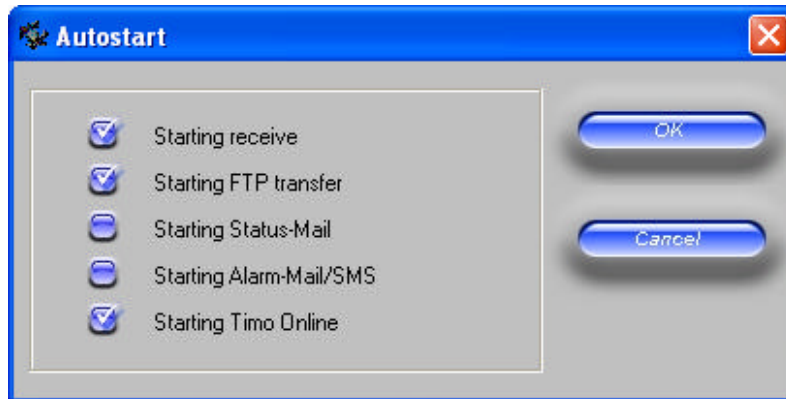 Autostart
Starting receive
Starting FTP transfer
Starting Status-Mail
Starting Alarm-Mail/SMS
Starting Timo Online
OK
Cancel